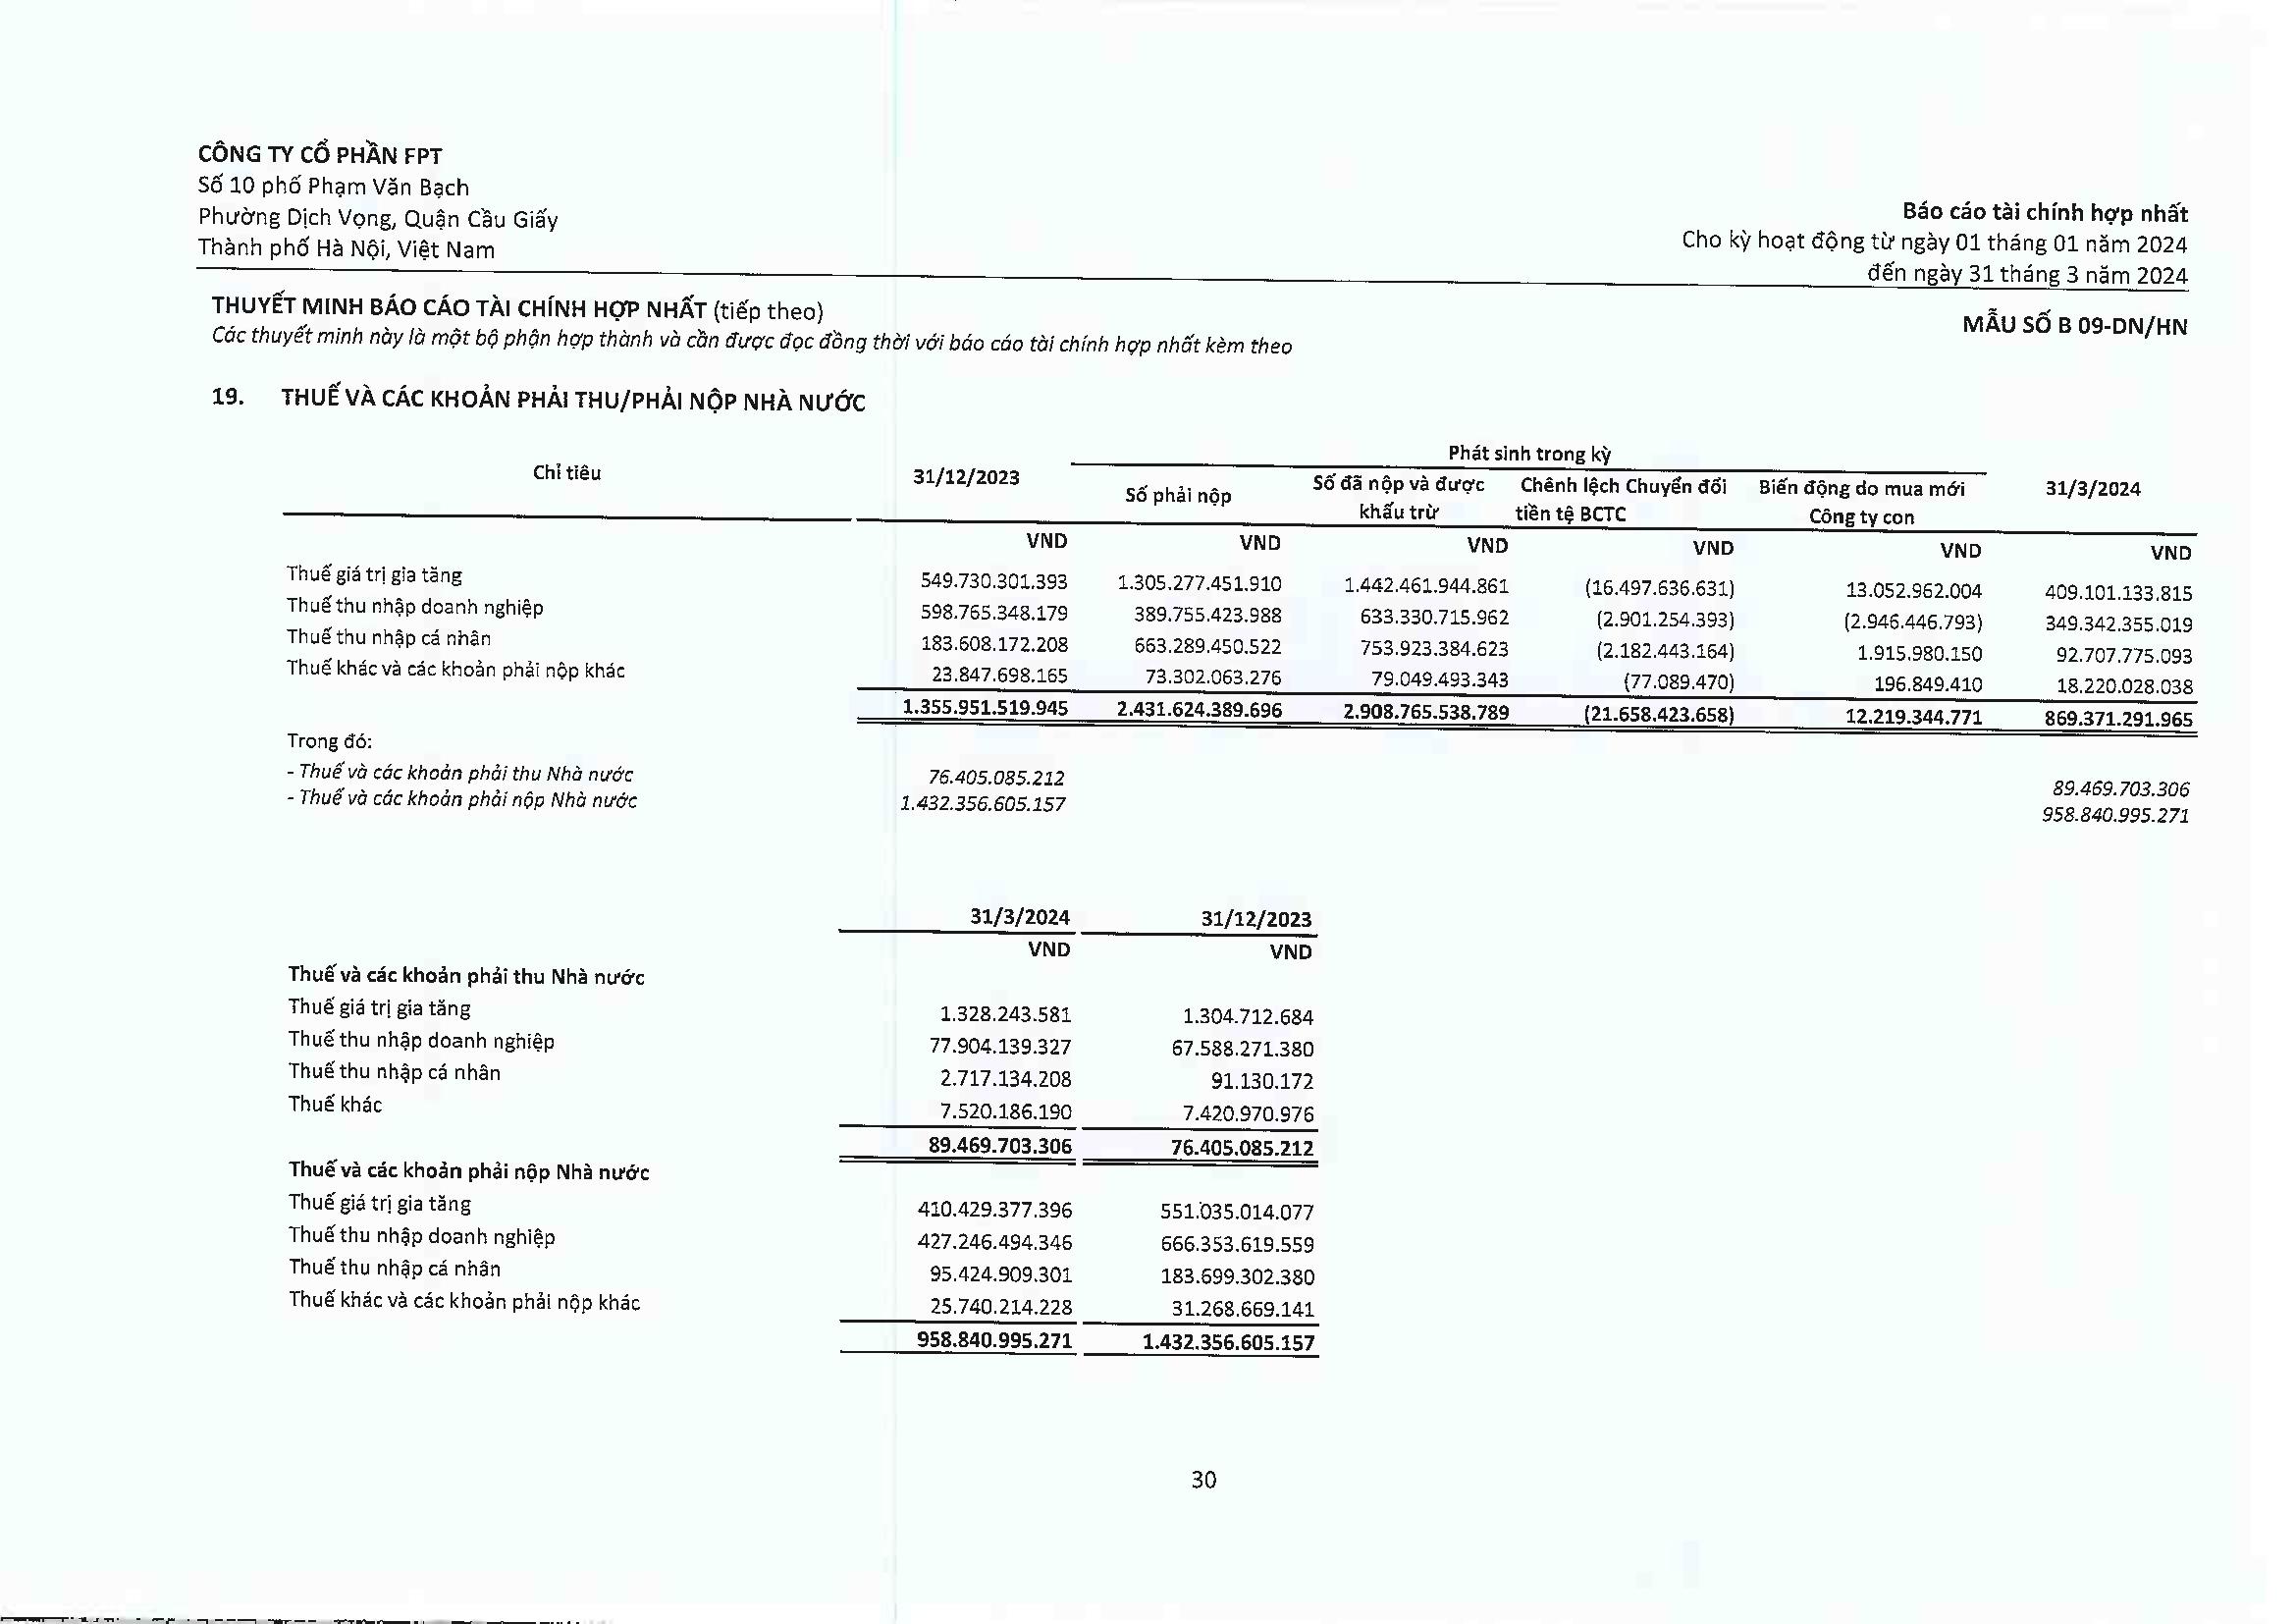 CÔNG TY CỔ PHẦN FPT
Số 10 phố Phạm Văn Bạch
Phường Dịch Vọng, Quận Cầu Giấy
Thành phố Hà Nội, Việt Nam
Báo cáo tài chính hợp nhất
Cho kỳ hoạt động từ ngày 01 tháng 01 năm 2024
đến ngày 31 tháng 3 năm 2024
THUYẾT MINH BÁO CÁO TÀI CHÍNH HỢP NHẤT (tiếp theo)
Các thuyết minh này là một bộ phận hợp thành và cần được đọc đồng thời với báo cáo tài chính hợp nhất kèm theo
MẪU SỐ B 09-DN/HN
19. THUẾ VÀ CÁC KHOẢN PHẢI THU/PHẢI NỘP NHÀ NƯỚC
Phát sinh trong kỳ
Chỉ tiêu 31/12/2023 Số phải nộp Số đã nộp và được khấu trừ Chênh lệch Chuyển đổi tiền tệ BCTC Biến động do mua mới Công ty con 31/3/2024
VND VND VND VND VND VND
Thuế giá trị gia tăng 549.730.301.393 1.305.277.451.910 1.442.461.944.861 (16.497.636.631) 13.052.962.004 409.101.133.815
Thuế thu nhập doanh nghiệp 598.765.348.179 389.755.423.988 633.330.715.962 (2.901.254.393) (2.946.446.793) 349.342.355.019
Thuế thu nhập cá nhân 183.608.172.208 663.289.450.522 753.923.384.623 (2.182.443.164) 1.915.980.150 92.707.775.093
Thuế khác và các khoản phải nộp khác 23.847.698.165 73.302.063.276 79.049.493.343 (77.089.470) 196.849.410 18.220.028.038
1.355.951.519.945 2.431.624.389.696 2.908.765.538.789 (21.658.423.658) 12.219.344.771 869.371.291.965
Trong đó:
- Thuế và các khoản phải thu Nhà nước 76.405.085.212 89.469.703.306
- Thuế và các khoản phải nộp Nhà nước 1.432.356.605.157 958.840.995.271
31/3/2024 31/12/2023
VND VND
Thuế và các khoản phải thu Nhà nước
Thuế giá trị gia tăng 1.328.243.581 1.304.712.684
Thuế thu nhập doanh nghiệp 77.904.139.327 67.588.271.380
Thuế thu nhập cá nhân 2.717.134.208 91.130.172
Thuế khác 7.520.186.190 7.420.970.976
89.469.703.306 76.405.085.212
Thuế và các khoản phải nộp Nhà nước
Thuế giá trị gia tăng 410.429.377.396 551.035.014.077
Thuế thu nhập doanh nghiệp 427.246.494.346 666.353.619.559
Thuế thu nhập cá nhân 95.424.909.301 183.699.302.380
Thuế khác và các khoản phải nộp khác 25.740.214.228 31.268.669.141
958.840.995.271 1.432.356.605.157
30